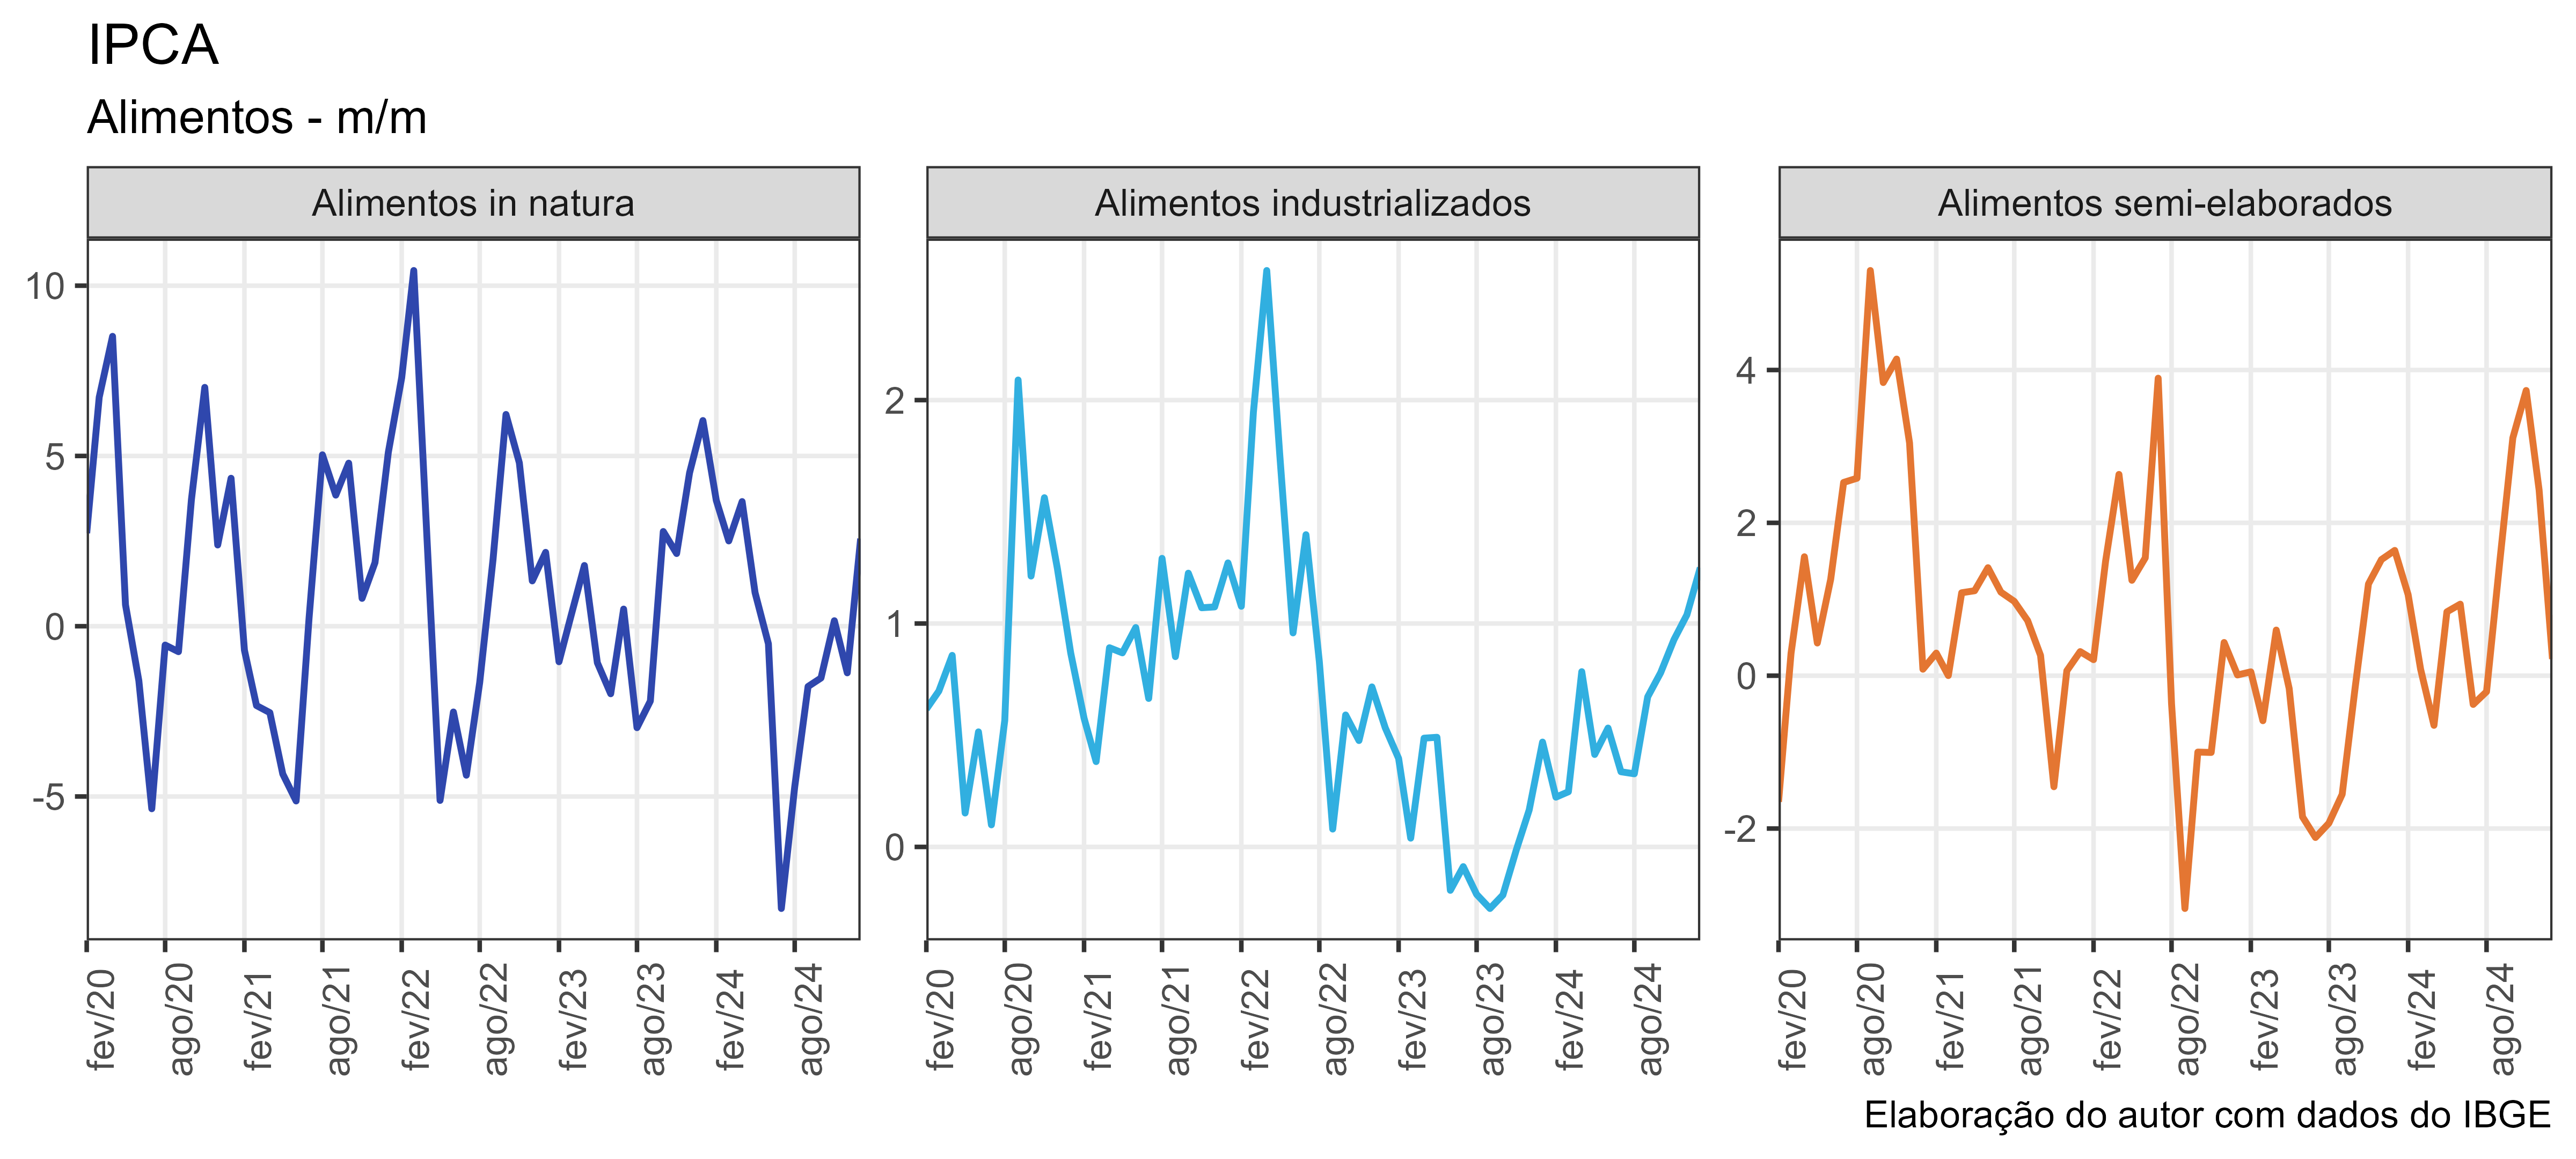 IPCA
Alimentos - m/m
Alimentos in natura
10
5
0
-5
fev/20 ago/20 fev/21 ago/21 fev/22 ago/22 fev/23 ago/23 fev/24 ago/24
Alimentos industrializados
2
1
0
fev/20 ago/20 fev/21 ago/21 fev/22 ago/22 fev/23 ago/23 fev/24 ago/24
Alimentos semi-elaborados
4
2
0
-2
fev/20 ago/20 fev/21 ago/21 fev/22 ago/22 fev/23 ago/23 fev/24 ago/24
Elaboração do autor com dados do IBGE